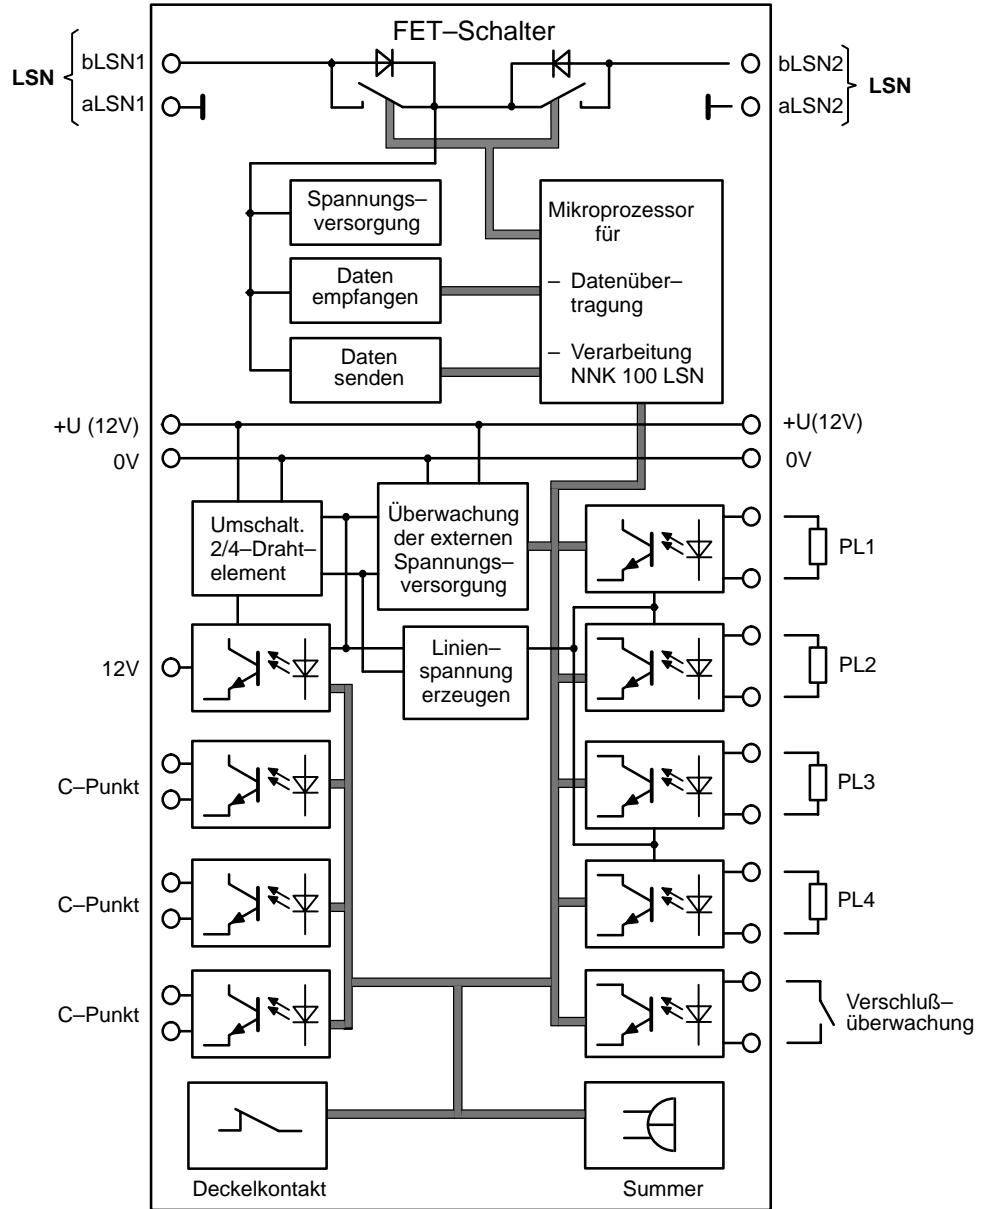 FET–Schalter
LSN
bLSN1
aLSN1
bLSN2
aLSN2
LSN
Spannungs–
versorgung
Daten
empfangen
Daten
senden
Mikroprozessor
für
– Datenüber–
tragung
– Verarbeitung
NNK 100 LSN
+U (12V)
0V
+U(12V)
0V
Umschalt.
2/4–Draht–
element
Überwachung
der externen
Spannungs–
versorgung
PL1
12V
Linien–
spannung
erzeugen
PL2
C–Punkt
PL3
C–Punkt
PL4
C–Punkt
Verschluß–
überwachung
Deckelkontakt
Summer